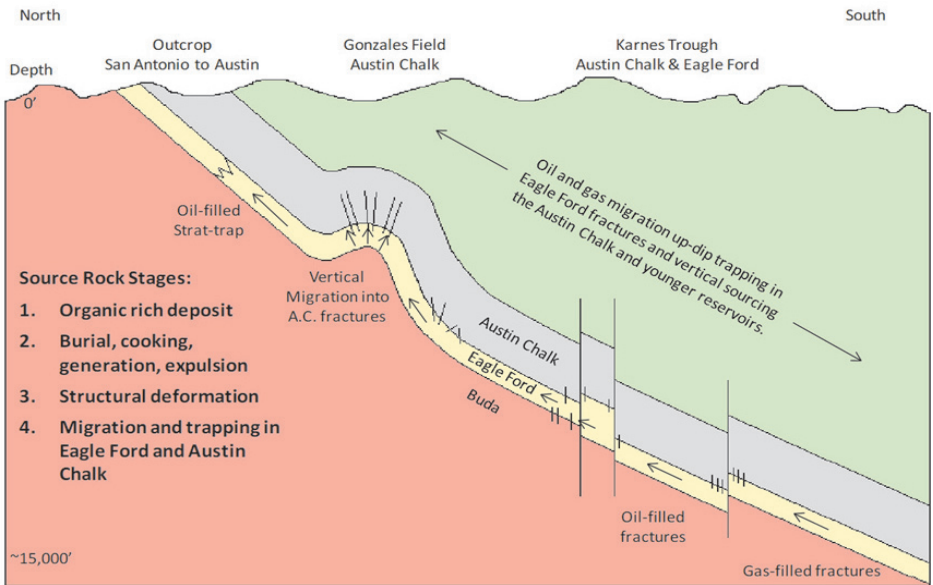 North
South
Outcrop
San Antonio to Austin
Gonzales Field
Austin Chalk
Karnes Trough
Austin Chalk & Eagle Ford
Depth
0'
Oil and gas migration up-dip trapping in
Eagle Ford fractures and vertical sourcing
the Austin Chalk and younger reservoirs.
Oil-filled
Strat-trap
Vertical
Migration into
A.C. fractures
Source Rock Stages:
1. Organic rich deposit
2. Burial, cooking,
generation, expulsion
3. Structural deformation
4. Migration and trapping in
Eagle Ford and Austin
Chalk
Austin Chalk
Eagle Ford
Buda
Oil-filled
fractures
Gas-filled fractures
~15,000'